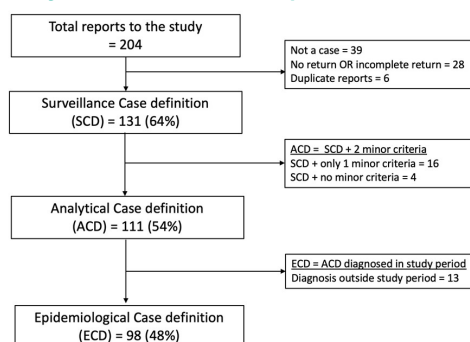 Total reports to the study
= 204
Not a case = 39
No return OR incomplete return = 28
Duplicate reports = 6
Surveillance Case definition
(SCD) = 131 (64%)
ACD = SCD + 2 minor criteria
SCD + only 1 minor criteria = 16
SCD + no minor criteria = 4
Analytical Case definition
(ACD) = 111 (54%)
ECD = ACD diagnosed in study period
Diagnosis outside study period = 13
Epidemiological Case definition
(ECD) = 98 (48%)